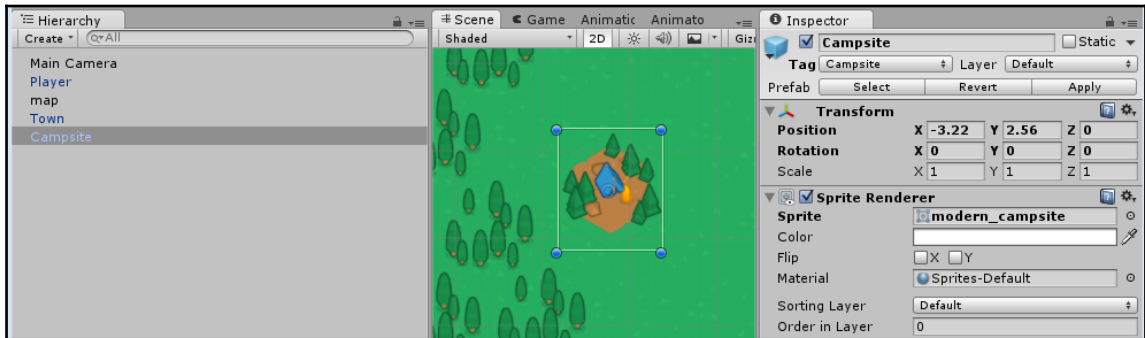 Hierarchy
Create
All
Main Camera
Player
map
Town
Campsite
Scene Game Animatic Animato
Shaded 2D Giz
Inspector
Campsite Static
Tag Campsite Layer Default
Prefab Select Revert Apply
Transform
Position X -3.22 Y 2.56 Z 0
Rotation X 0 Y 0 Z 0
Scale X 1 Y 1 Z 1
Sprite Renderer
Sprite modern_campsite
Color
Flip X Y
Material Sprites-Default
Sorting Layer Default
Order in Layer 0